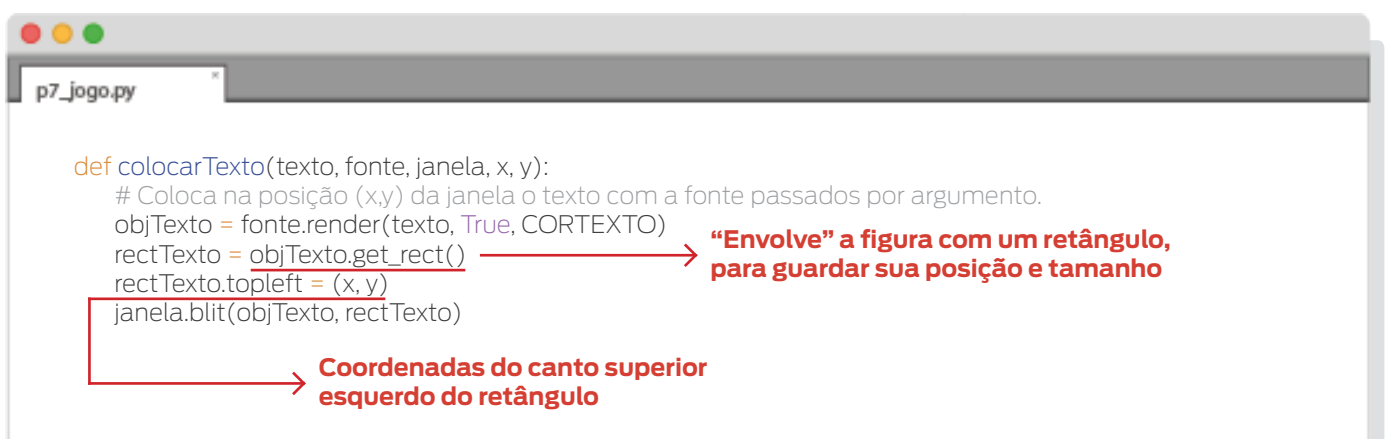 p7_jogo.py
def colocarTexto(texto, fonte, janela, x, y):
# Coloca na posição (x,y) da janela o texto com a fonte passados por argumento.
objTexto = fonte.render(texto, True, CORTEXTO)
rectTexto = objTexto.get_rect()
rectTexto.topleft = (x, y)
janela.blit(objTexto, rectTexto)
“Envolve” a figura com um retângulo,
para guardar sua posição e tamanho
Coordenadas do canto superior
esquerdo do retângulo